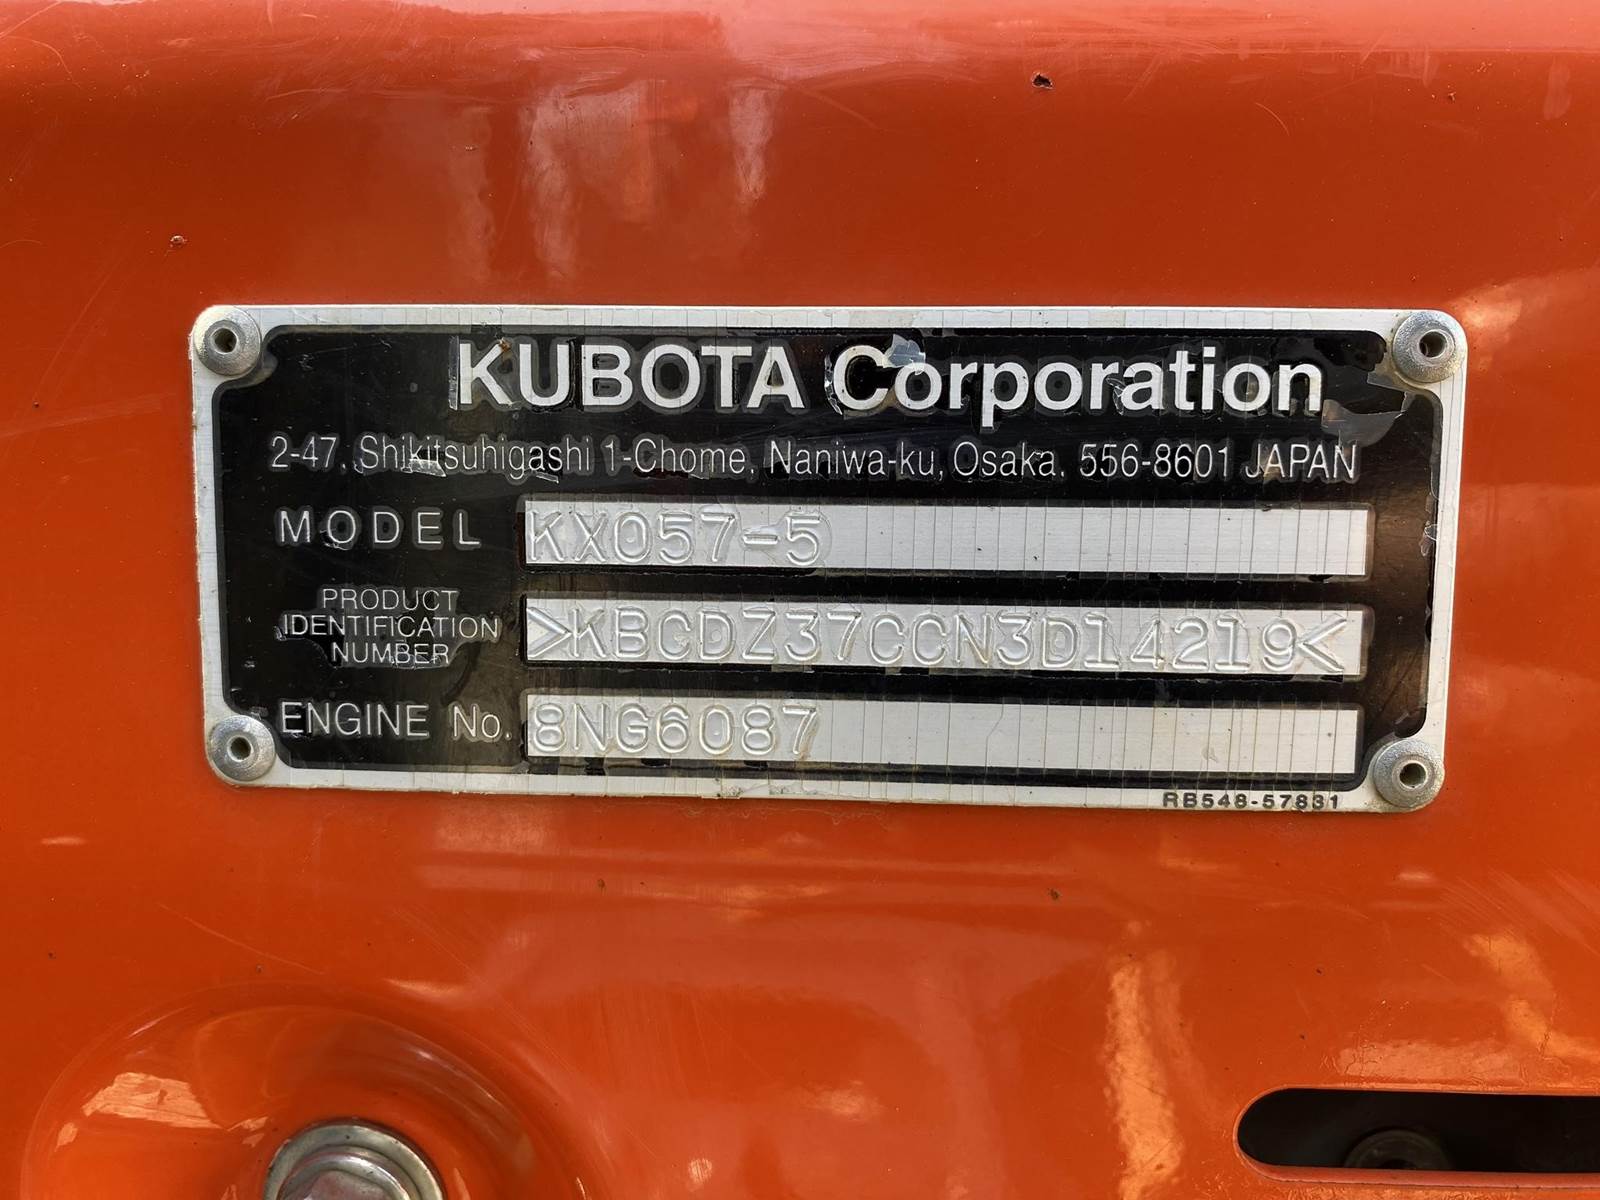 KUBOTA Corporation
2-47, Shikitsuhigashi 1-Chome, Naniwa-ku, Osaka, 556-8601 JAPAN
MODEL KX057-5
PRODUCT
IDENTIFICATION
NUMBER
>KBCDZ37CCN3D14219<
ENGINE No. 8NG6087
RB548-57831